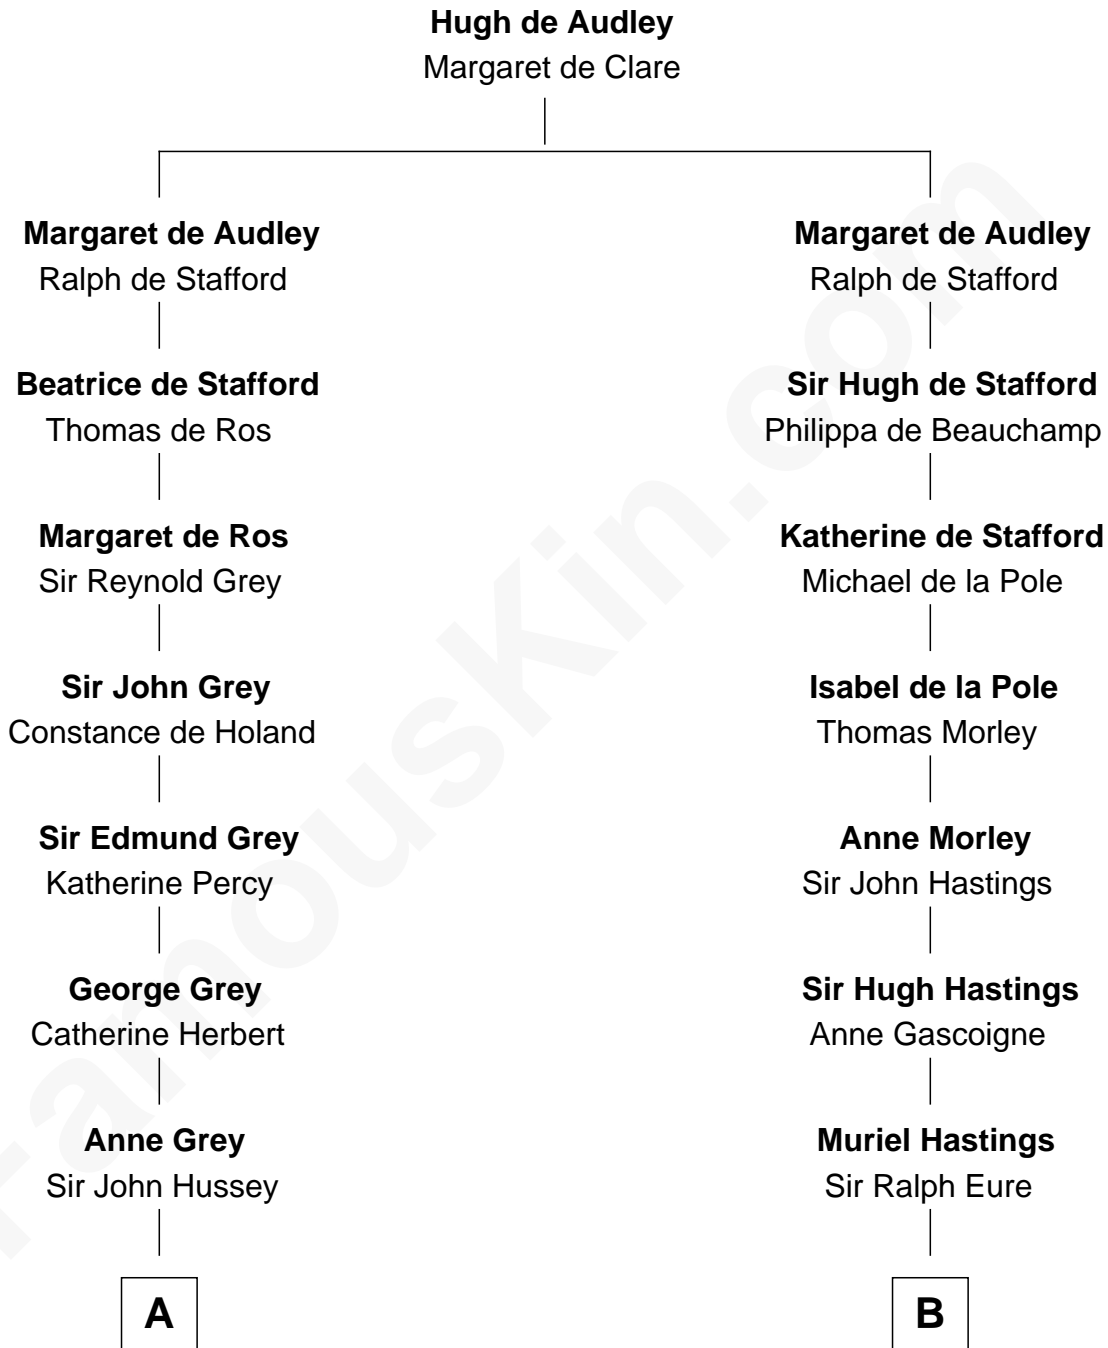 Hugh de Audley
Margaret de Clare
Margaret de Audley
Ralph de Stafford
Margaret de Audley
Ralph de Stafford
Beatrice de Stafford
Thomas de Ros
Sir Hugh de Stafford
Philippa de Beauchamp
Margaret de Ros
Sir Reynold Grey
Katherine de Stafford
Michael de la Pole
Sir John Grey
Constance de Holand
Isabel de la Pole
Thomas Morley
Sir Edmund Grey
Katherine Percy
Anne Morley
Sir John Hastings
George Grey
Catherine Herbert
Sir Hugh Hastings
Anne Gascoigne
Anne Grey
Sir John Hussey
Muriel Hastings
Sir Ralph Eure
A
B
FamousKin.com